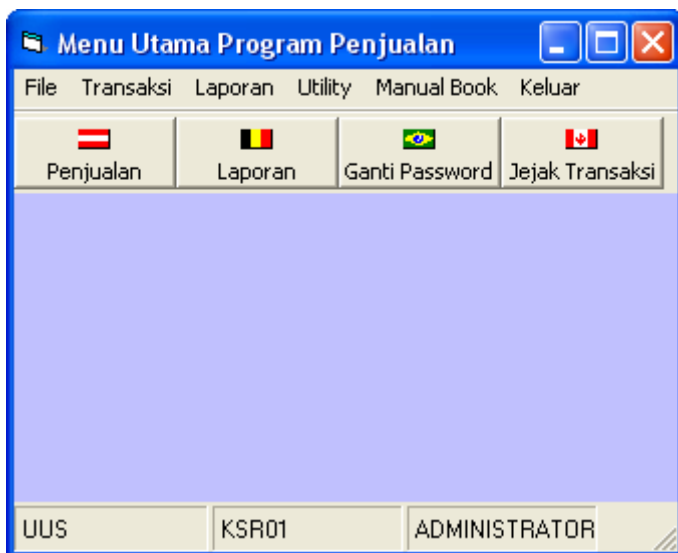 Menu Utama Program Penjualan
File Transaksi Laporan Utility Manual Book Keluar
Penjualan Laporan Ganti Password Jejak Transaksi
UUS KSR01 ADMINISTRATOR